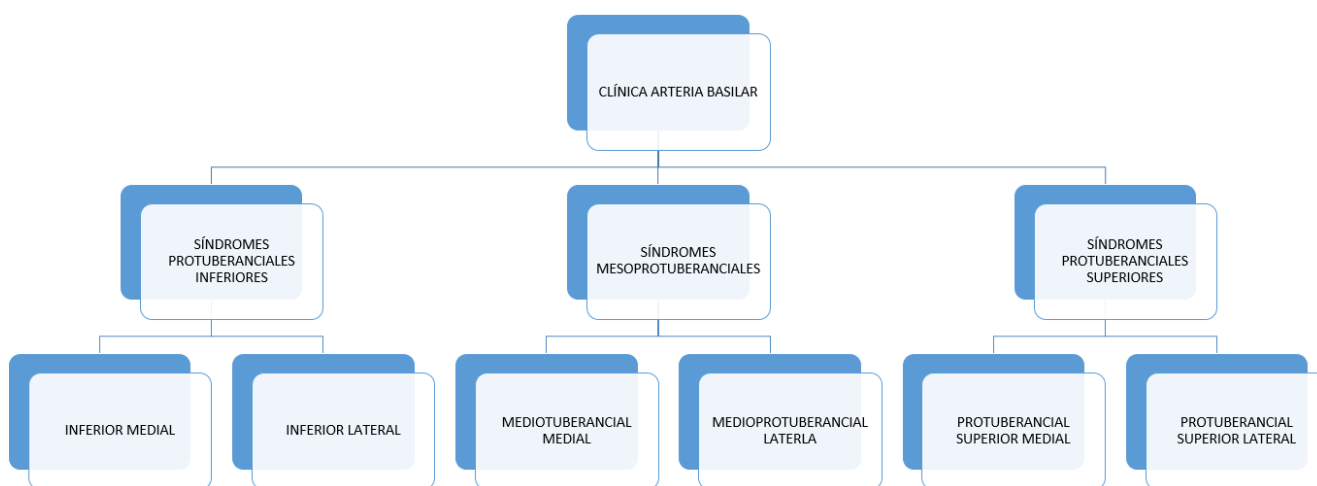 CLÍNICA ARTERIA BASILAR
SÍNDROMES
PROTUBERANCIALES
INFERIORES
SÍNDROMES
MESOPROTUBERANCIALES
SÍNDROMES
PROTUBERANCIALES
SUPERIORES
INFERIOR MEDIAL
INFERIOR LATERAL
MEDIOTUBERANCIAL
MEDIAL
MEDIOPROTUBERANCIAL
LATERLA
PROTUBERANCIAL
SUPERIOR MEDIAL
PROTUBERANCIAL
SUPERIOR LATERAL